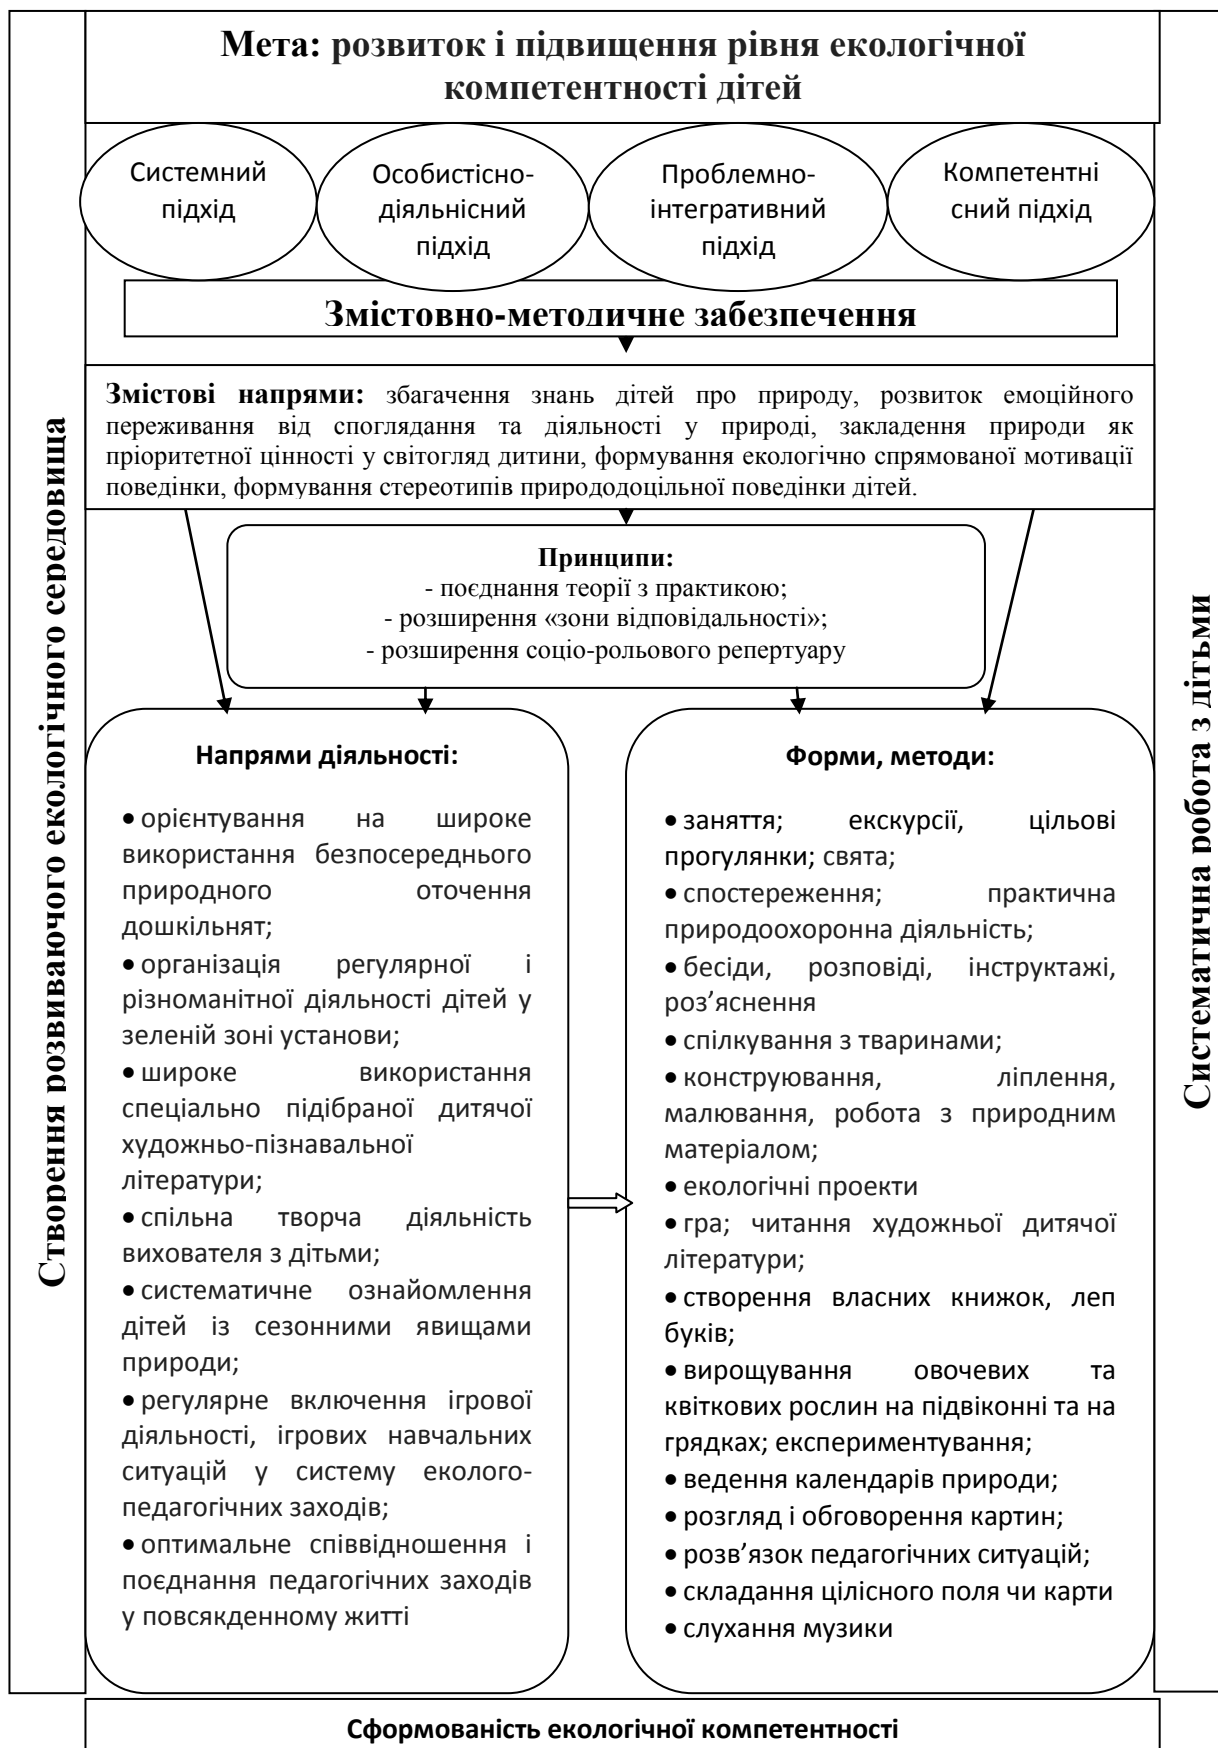 Мета: розвиток і підвищення рівня екологічної
компетентності дітей
Системний
підхід
Особистісно-
діяльнісний
підхід
Проблемно-
інтегративний
підхід
Компетентні
сний підхід
Змістовно-методичне забезпечення
Змістові напрями: збагачення знань дітей про природу, розвиток емоційного
переживання від споглядання та діяльності у природі, закладення природи як
пріоритетної цінності у світогляд дитини, формування екологічно спрямованої мотивації
поведінки, формування стереотипів природодоцільної поведінки дітей.
Принципи:
- поєднання теорії з практикою;
- розширення «зони відповідальності»;
- розширення соціо-рольового репертуару
Створення розвиваючого екологічного середовища
Напрями діяльності:
• орієнтування на широке
використання безпосереднього
природного оточення
дошкільнят;
• організація регулярної і
різноманітної діяльності дітей у
зеленій зоні установи;
• широке використання
спеціально підібраної дитячої
художньо-пізнавальної
літератури;
• спільна творча діяльність
вихователя з дітьми;
• систематичне ознайомлення
дітей із сезонними явищами
природи;
• регулярне включення ігрової
діяльності, ігрових навчальних
ситуацій у систему еколого-
педагогічних заходів;
• оптимальне співвідношення і
поєднання педагогічних заходів
у повсякденному житті
Форми, методи:
• заняття; екскурсії, цільові
прогулянки; свята;
• спостереження; практична
природоохоронна діяльність;
• бесіди, розповіді, інструктажі,
роз’яснення
• спілкування з тваринами;
• конструювання, ліплення,
малювання, робота з природним
матеріалом;
• екологічні проекти
• гра; читання художньої дитячої
літератури;
• створення власних книжок, леп
буків;
• вирощування овочевих та
квіткових рослин на підвіконні та на
грядках; експериментування;
• ведення календарів природи;
• розгляд і обговорення картин;
• розв’язок педагогічних ситуацій;
• складання цілісного поля чи карти
• слухання музики
Систематична робота з дітьми
Сформованість екологічної компетентності